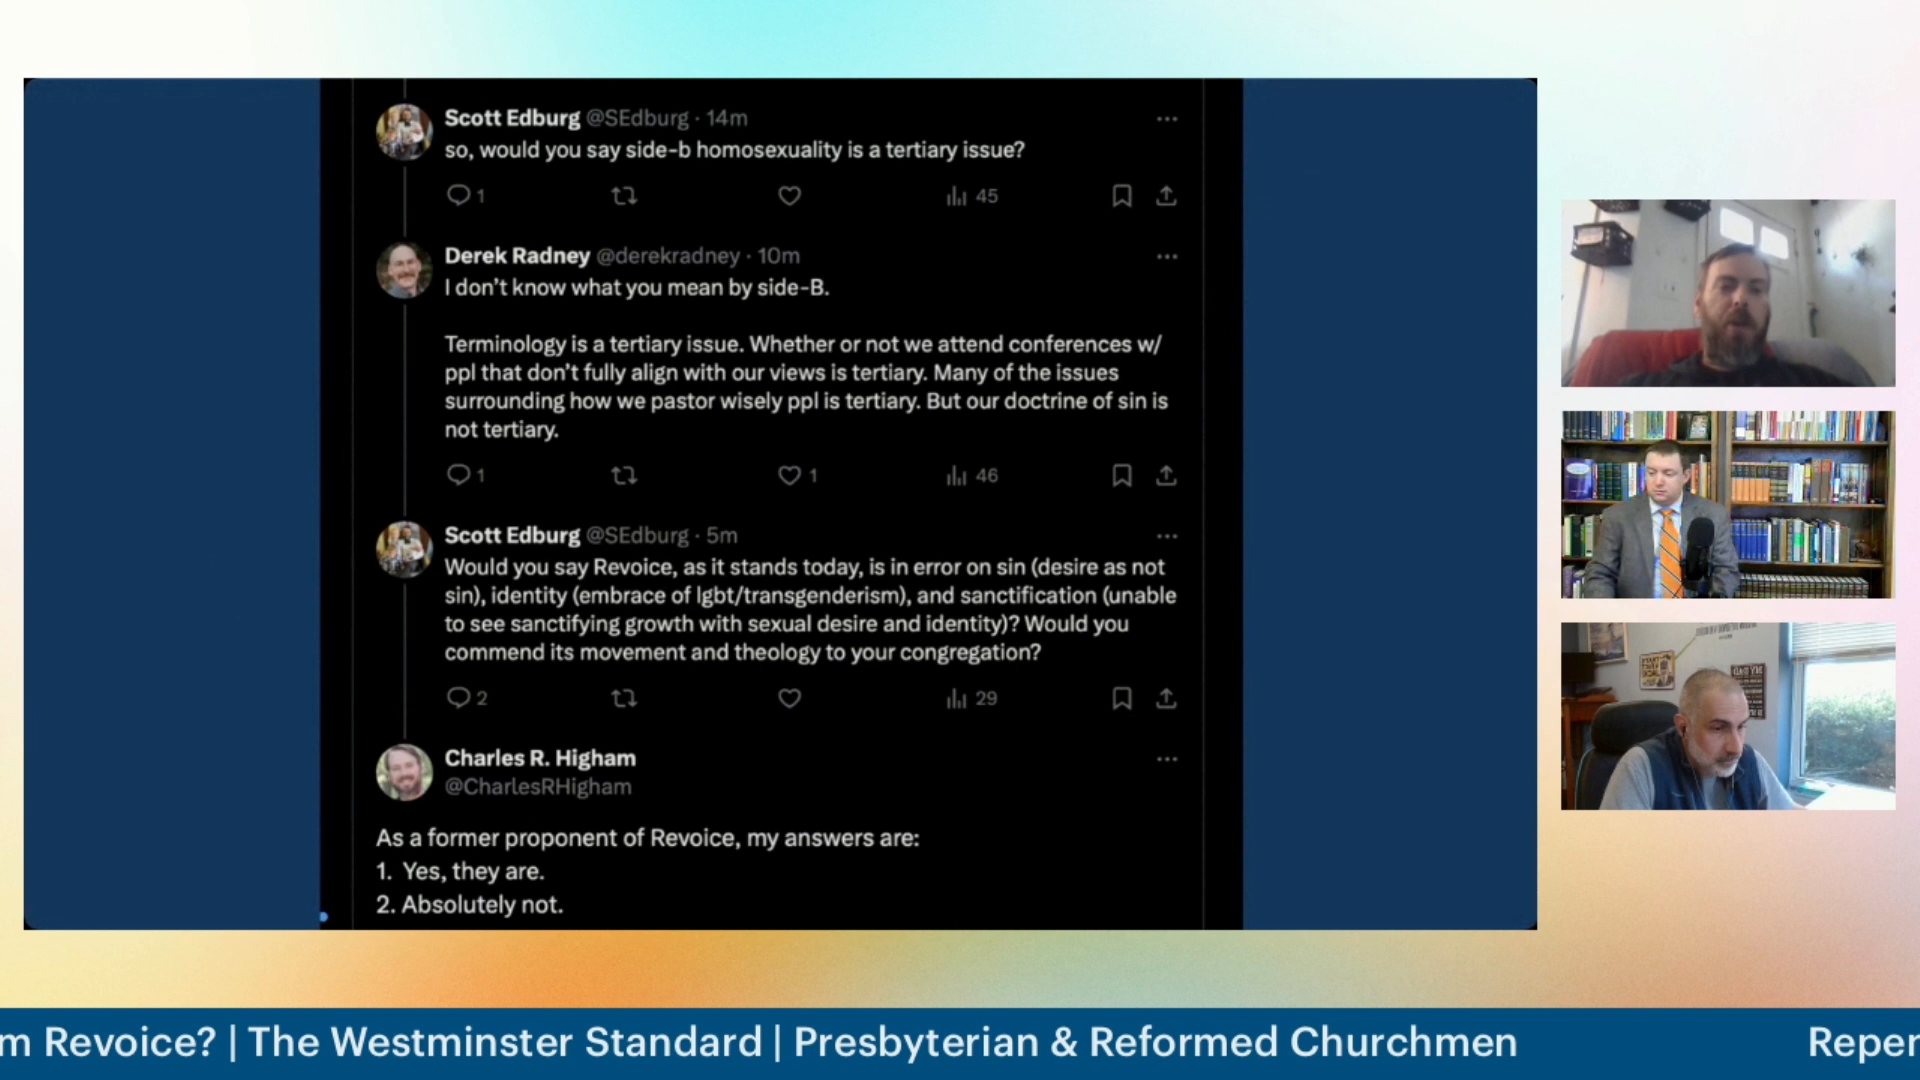 Scott Edburg @SEdburg · 14m
so, would you say side-b homosexuality is a tertiary issue?
1 45
Derek Radney @derekradney · 10m
I don't know what you mean by side-B.
Terminology is a tertiary issue. Whether or not we attend conferences w/
ppl that don't fully align with our views is tertiary. Many of the issues
surrounding how we pastor wisely ppl is tertiary. But our doctrine of sin is
not tertiary.
1 1 46
Scott Edburg @SEdburg · 5m
Would you say Revoice, as it stands today, is in error on sin (desire as not
sin), identity (embrace of lgbt/transgenderism), and sanctification (unable
to see sanctifying growth with sexual desire and identity)? Would you
commend its movement and theology to your congregation?
2 29
Charles R. Higham
@CharlesRHigham
As a former proponent of Revoice, my answers are:
1. Yes, they are.
2. Absolutely not.
m Revoice? | The Westminster Standard | Presbyterian & Reformed Churchmen Reper